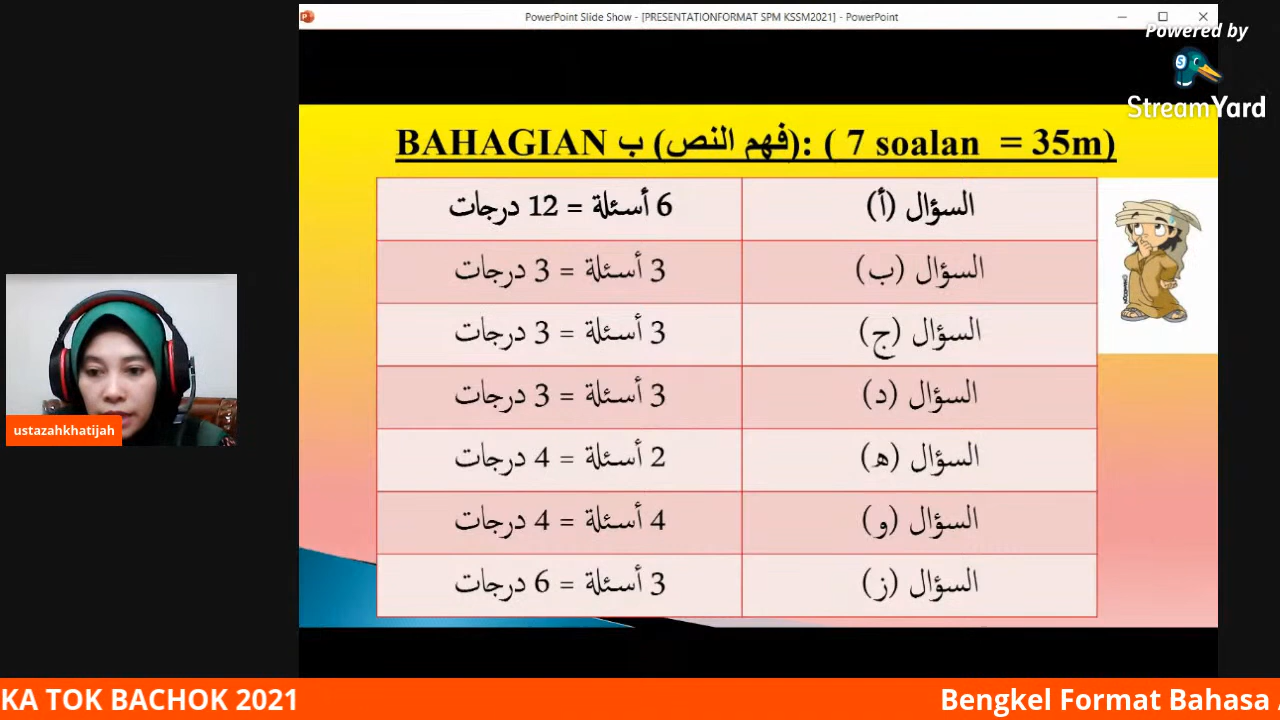 PowerPoint Slide Show - [PRESENTATIONFORMAT SPM KSSM2021] - PowerPoint
Powered by
StreamYard
BAHAGIAN ب (فهم النص): ( 7 soalan = 35m)
السؤال (أ) 6 أسئلة = 12 درجات
السؤال (ب) 3 أسئلة = 3 درجات
السؤال (ج) 3 أسئلة = 3 درجات
السؤال (د) 3 أسئلة = 3 درجات
السؤال (ه) 2 أسئلة = 4 درجات
السؤال (و) 4 أسئلة = 4 درجات
السؤال (ز) 3 أسئلة = 6 درجات
ustazahkhatijah
KA TOK BACHOK 2021
Bengkel Format Bahasa